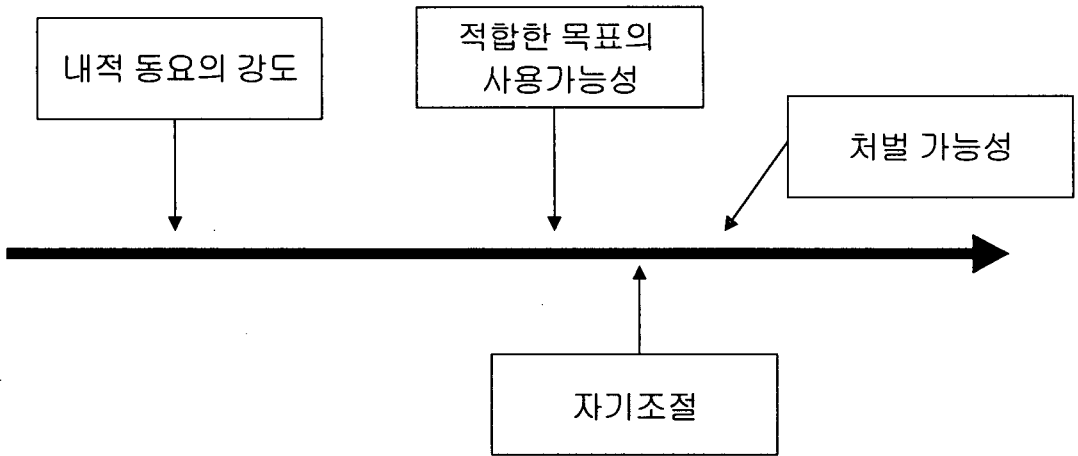 내적 동요의 강도
적합한 목표의
사용가능성
처벌 가능성
자기조절